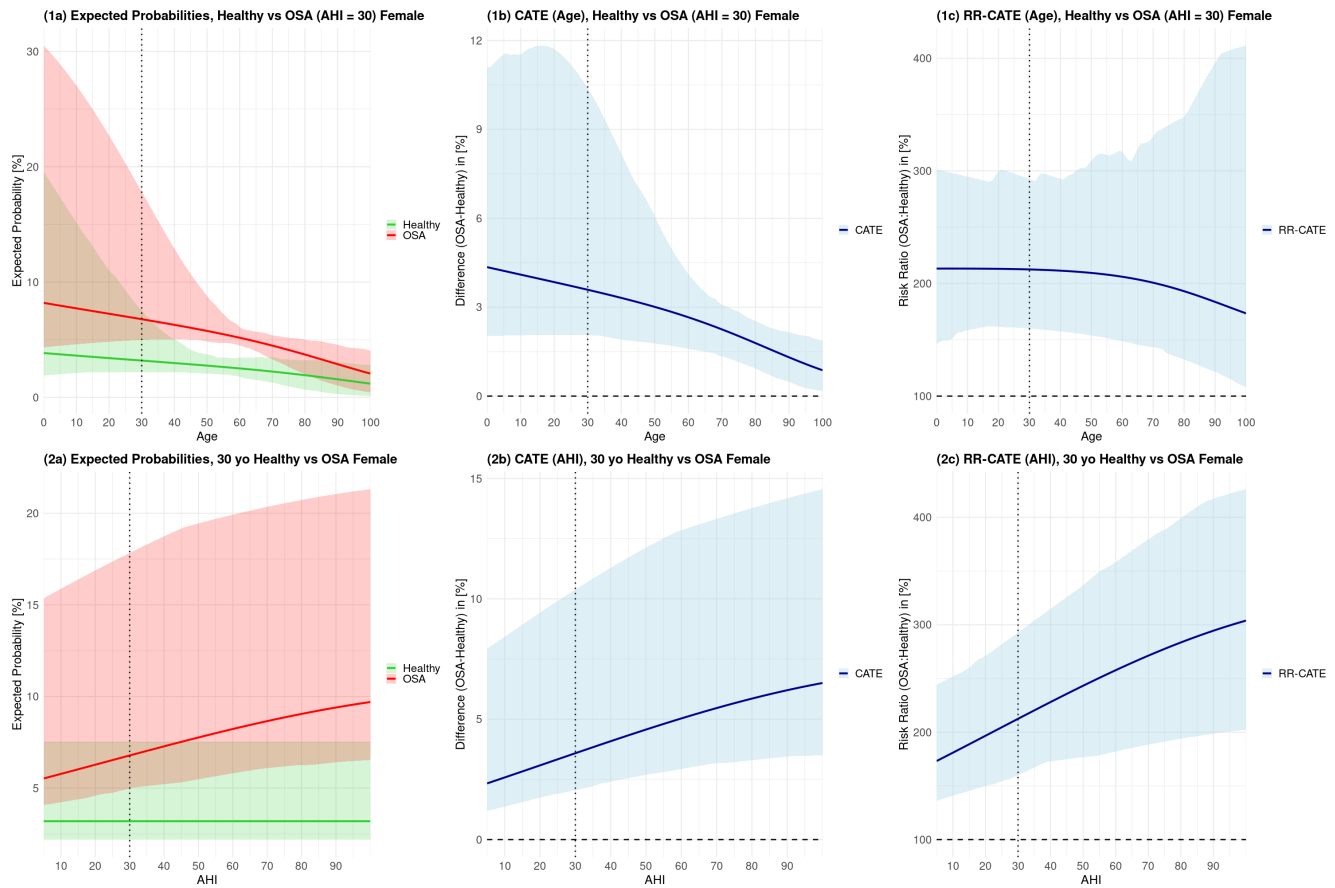 (1a) Expected Probabilities, Healthy vs OSA (AHI = 30) Female
Expected Probability [%]
30
20
10
0
0 10 20 30 40 50 60 70 80 90 100
Age
Healthy
OSA
(1b) CATE (Age), Healthy vs OSA (AHI = 30) Female
Difference (OSA-Healthy) in [%]
12
9
6
3
0
0 10 20 30 40 50 60 70 80 90 100
Age
CATE
(1c) RR-CATE (Age), Healthy vs OSA (AHI = 30) Female
Risk Ratio (OSA:Healthy) in [%]
400
300
200
100
0 10 20 30 40 50 60 70 80 90 100
Age
RR-CATE
(2a) Expected Probabilities, 30 yo Healthy vs OSA Female
Expected Probability [%]
20
15
10
5
10 20 30 40 50 60 70 80 90
AHI
Healthy
OSA
(2b) CATE (AHI), 30 yo Healthy vs OSA Female
Difference (OSA-Healthy) in [%]
15
10
5
0
10 20 30 40 50 60 70 80 90
AHI
CATE
(2c) RR-CATE (AHI), 30 yo Healthy vs OSA Female
Risk Ratio (OSA:Healthy) in [%]
400
300
200
100
10 20 30 40 50 60 70 80 90
AHI
RR-CATE